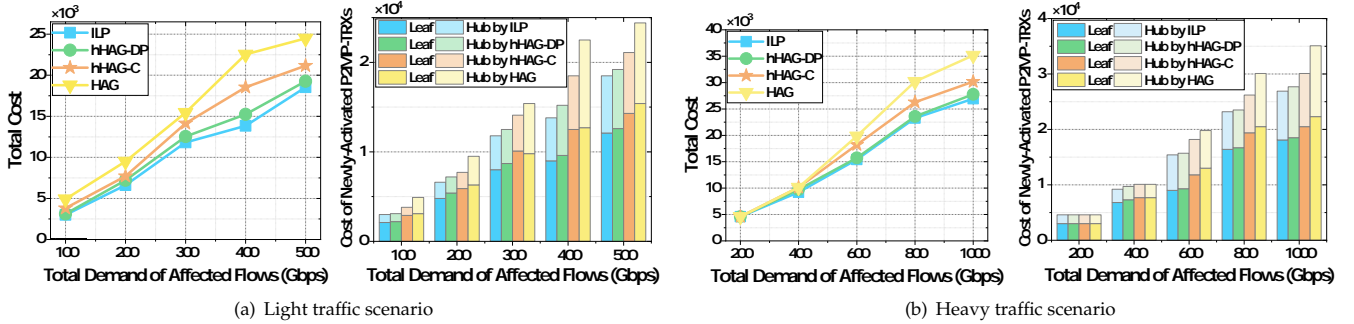 ×10³
25
20
15
10
5
0
Total Cost
ILP
hHAG-DP
hHAG-C
HAG
100 200 300 400 500
Total Demand of Affected Flows (Gbps)
×10⁴
2
1
0
Cost of Newly-Activated P2MP-TRXs
Leaf Hub by ILP
Leaf Hub by hHAG-DP
Leaf Hub by hHAG-C
Leaf Hub by HAG
100 200 300 400 500
Total Demand of Affected Flows (Gbps)
(a) Light traffic scenario
×10³
40
35
30
25
20
15
10
5
0
Total Cost
ILP
hHAG-DP
hHAG-C
HAG
200 400 600 800 1000
Total Demand of Affected Flows (Gbps)
×10⁴
4
3
2
1
0
Cost of Newly-Activated P2MP-TRXs
Leaf Hub by ILP
Leaf Hub by hHAG-DP
Leaf Hub by hHAG-C
Leaf Hub by HAG
200 400 600 800 1000
Total Demand of Affected Flows (Gbps)
(b) Heavy traffic scenario